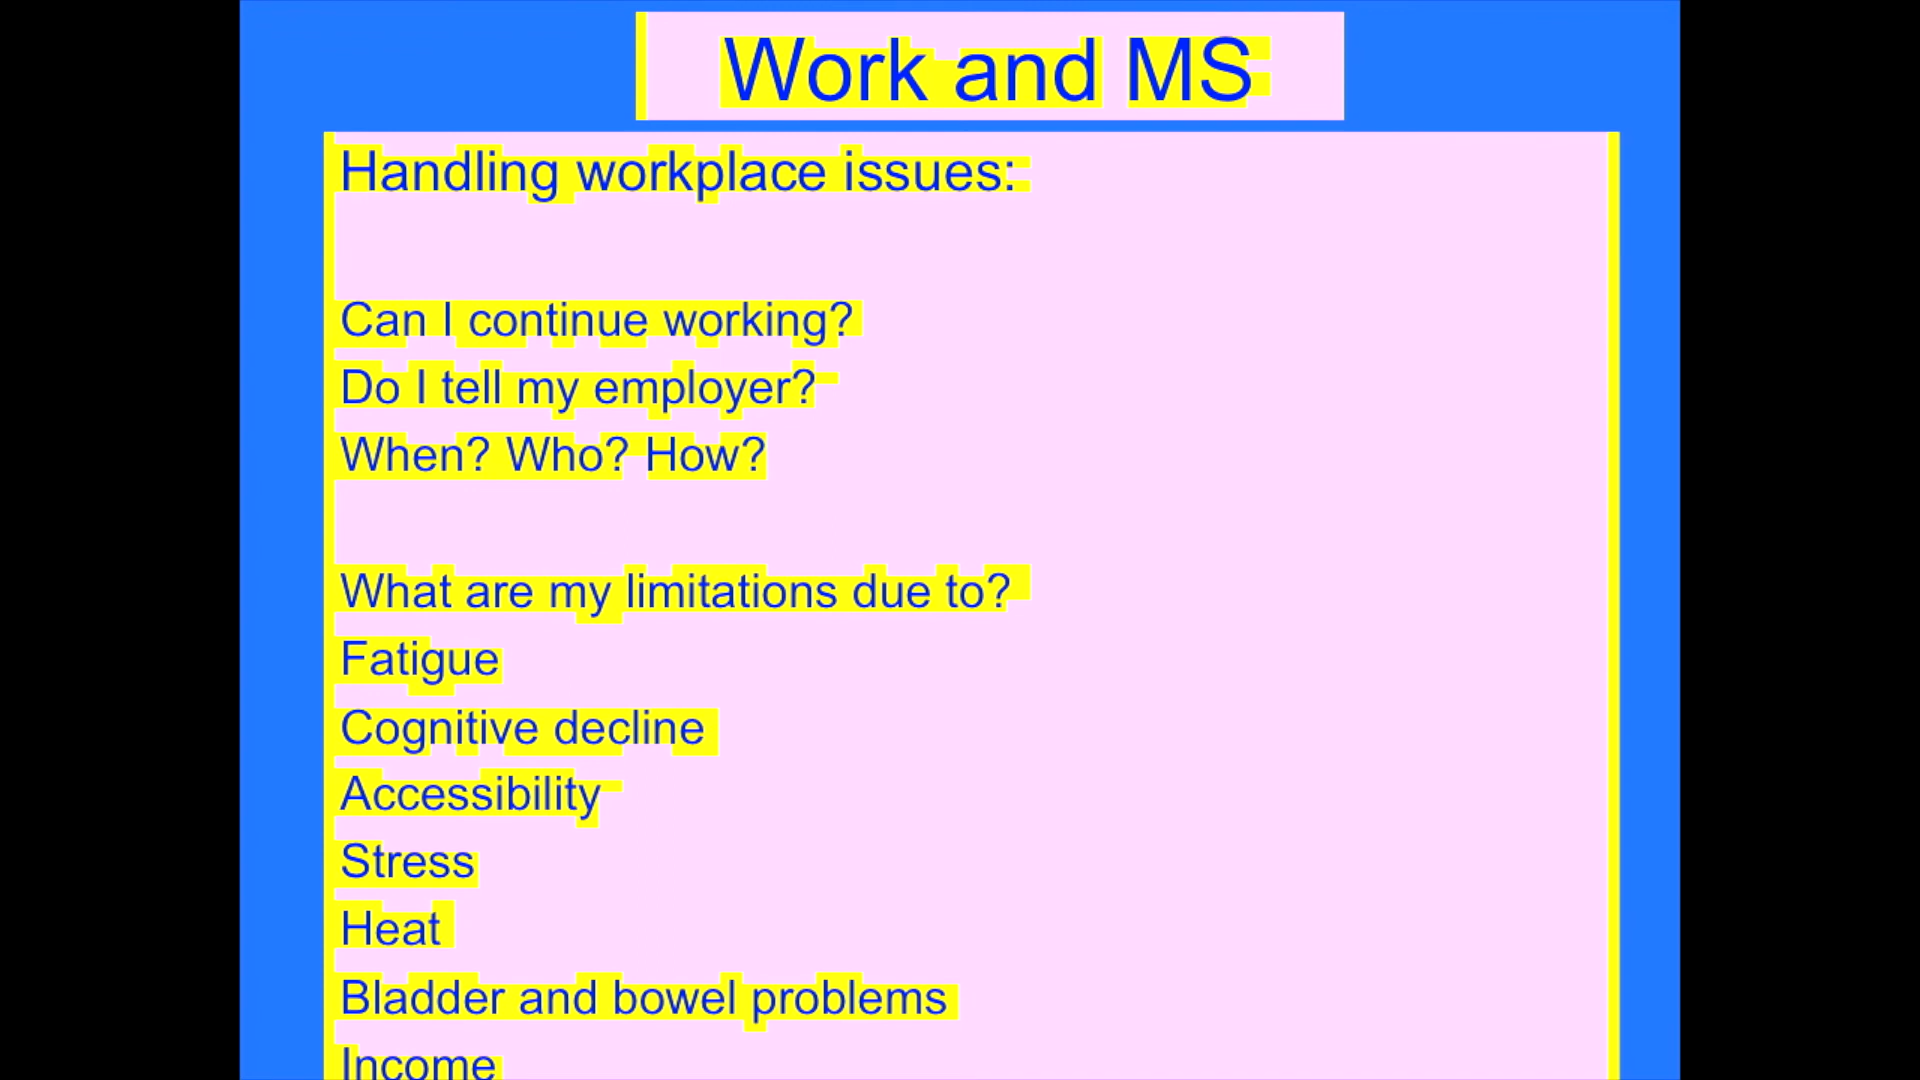 Work and MS
Handling workplace issues:
Can I continue working?
Do I tell my employer?
When? Who? How?
What are my limitations due to?
Fatigue
Cognitive decline
Accessibility
Stress
Heat
Bladder and bowel problems
Income